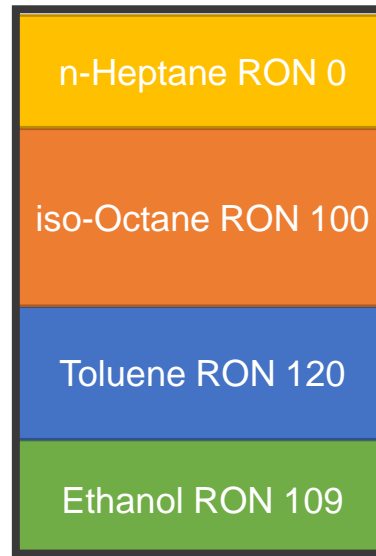 n-Heptane RON 0
iso-Octane RON 100
Toluene RON 120
Ethanol RON 109